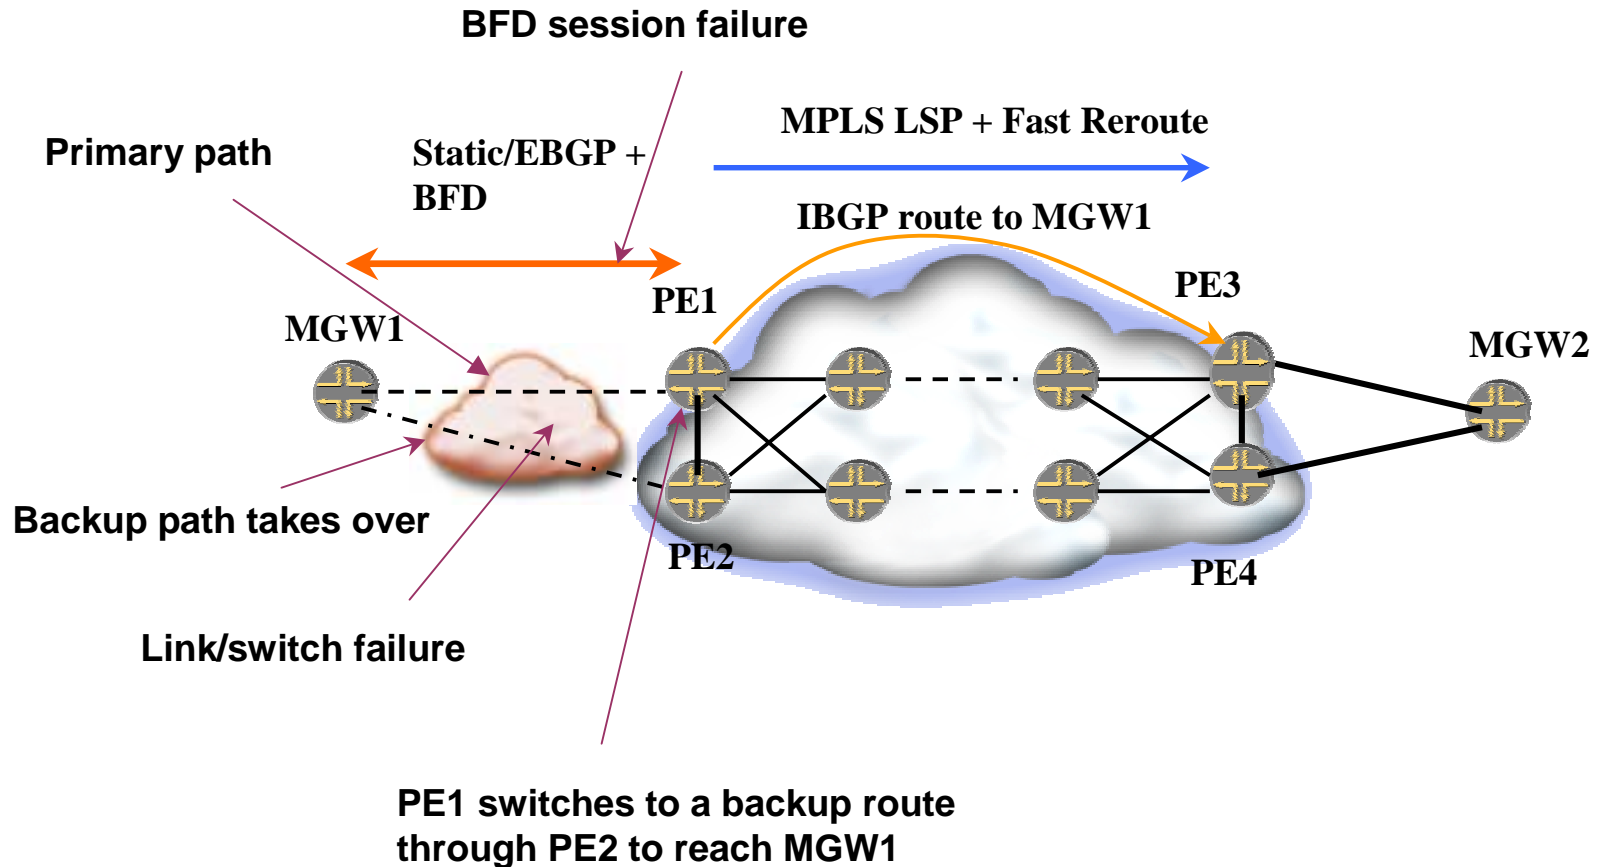 BFD session failure
MPLS LSP + Fast Reroute
Primary path
Static/EBGP +
BFD
IBGP route to MGW1
PE1
PE3
MGW1
MGW2
Backup path takes over
PE2
PE4
Link/switch failure
PE1 switches to a backup route
through PE2 to reach MGW1